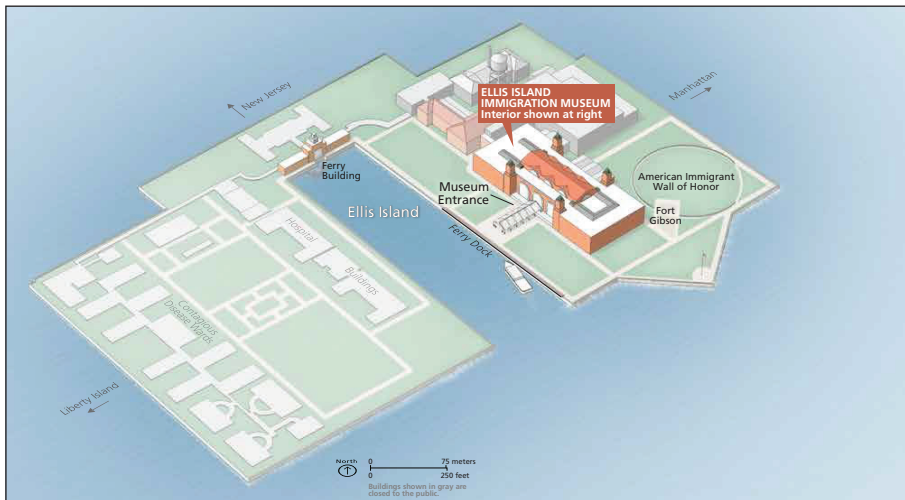 New Jersey
Manhattan
ELLIS ISLAND
IMMIGRATION MUSEUM
Interior shown at right
Ferry
Building
American Immigrant
Wall of Honor
Museum
Entrance
Fort
Gibson
Ellis Island
Ferry Dock
Hospital
Buildings
Contagious
Disease Wards
Liberty Island
North
0 75 meters
0 250 feet
Buildings shown in gray are
closed to the public.